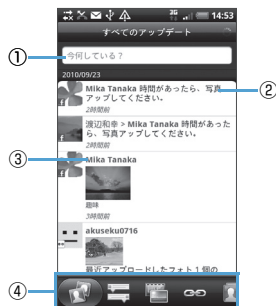 3G 14:53
すべてのアップデート
① 今何している？
2010/09/23
Mika Tanaka 時間があったら、写真 ②
アップしてください。
2時間前
渡辺和幸 > Mika Tanaka 時間があった
ら、写真アップしてください。
2時間前
③ Mika Tanaka
趣味
3時間前
akuseku0716
最近アップロードしたフォト 1 個の
④